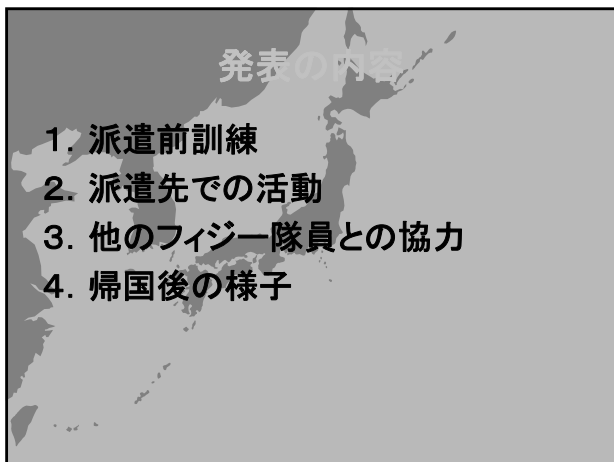 発表の内容
１．派遣前訓練
２．派遣先での活動
３．他のフィジー隊員との協力
４．帰国後の様子